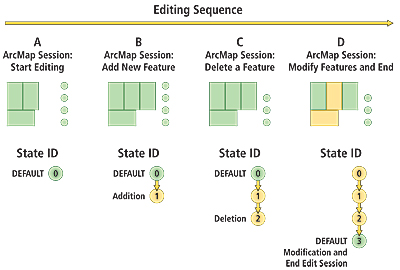 Editing Sequence
A
ArcMap Session:
Start Editing
B
ArcMap Session:
Add New Feature
C
ArcMap Session:
Delete a Feature
D
ArcMap Session:
Modify Features and End
State ID
DEFAULT 0
State ID
DEFAULT 0
Addition 1
State ID
DEFAULT 0
1
Deletion 2
State ID
0
1
2
DEFAULT 3
Modification and
End Edit Session